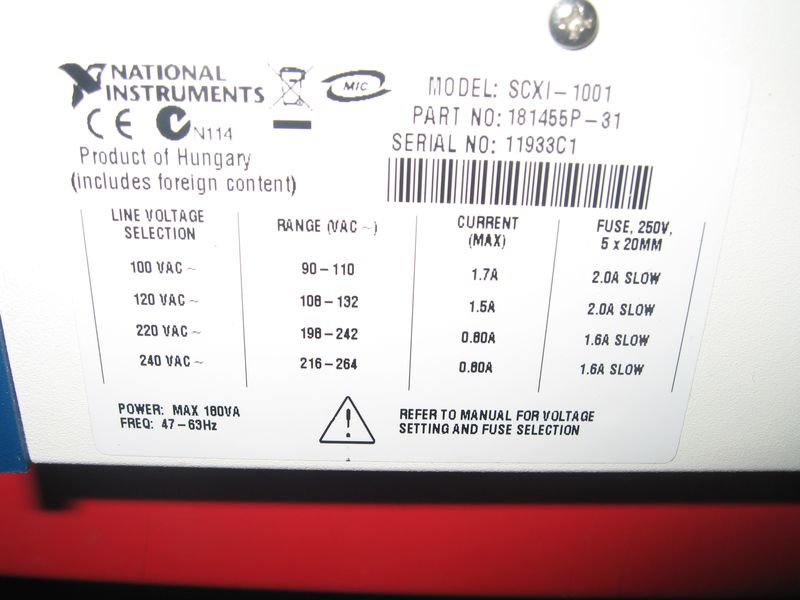 NATIONAL
INSTRUMENTS
MIC
N114
Product of Hungary
(includes foreign content)
MODEL: SCXI-1001
PART NO: 181455P-31
SERIAL NO: 11933C1
LINE VOLTAGE SELECTION RANGE (VAC ~) CURRENT (MAX) FUSE, 250V, 5 x 20MM
100 VAC ~ 90-110 1.7A 2.0A SLOW
120 VAC ~ 108-132 1.5A 2.0A SLOW
220 VAC ~ 198-242 0.80A 1.6A SLOW
240 VAC ~ 216-264 0.80A 1.6A SLOW
POWER: MAX 180VA
FREQ: 47-63Hz
REFER TO MANUAL FOR VOLTAGE
SETTING AND FUSE SELECTION